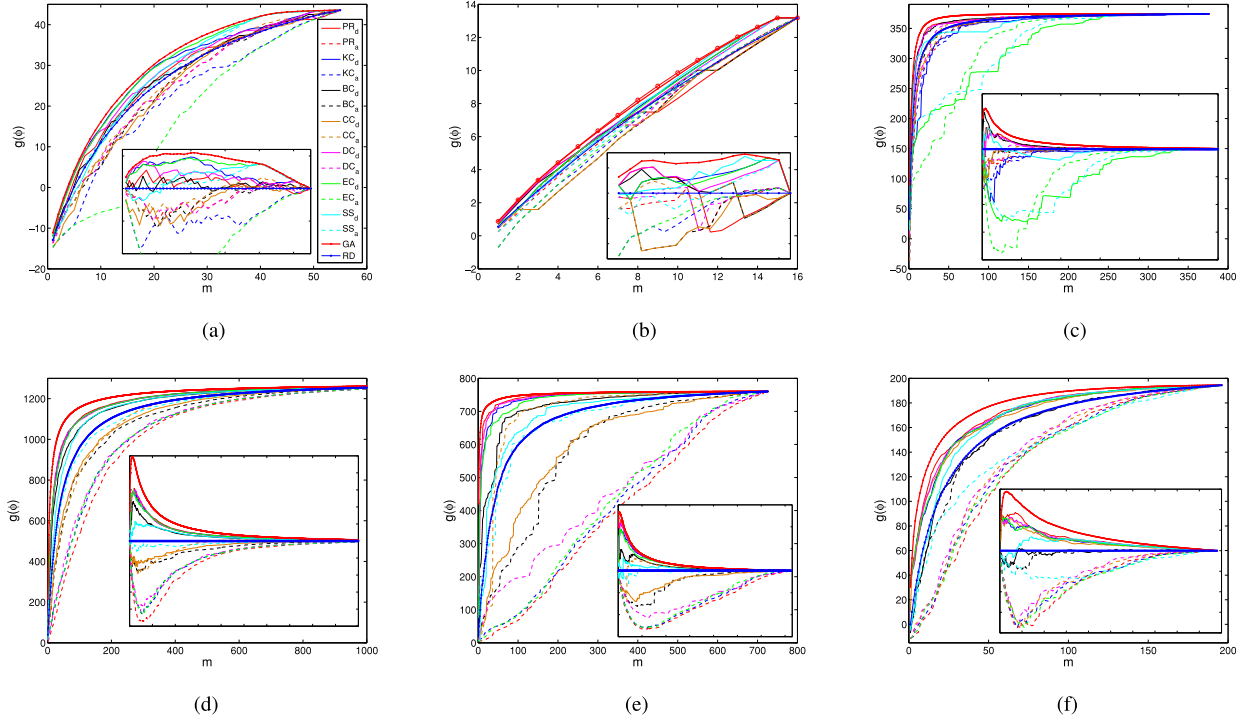 g(ϕ)
50
40
30
20
10
0
−10
−20
0
10
20
30
40
50
60
m
PR_d
PR_a
KC_d
KC_a
BC_d
BC_a
CC_d
CC_a
DC_d
DC_a
EC_d
EC_a
SS_d
SS_a
GA
RD
(a)
g(ϕ)
14
12
10
8
6
4
2
0
−2
0
2
4
6
8
10
12
14
16
m
(b)
g(ϕ)
350
300
250
200
150
100
50
0
−50
0
50
100
150
200
250
300
350
400
m
(c)
g(ϕ)
1200
1000
800
600
400
200
0
0
200
400
600
800
1000
m
(d)
g(ϕ)
800
700
600
500
400
300
200
100
0
0
100
200
300
400
500
600
700
800
m
(e)
g(ϕ)
200
180
160
140
120
100
80
60
40
20
0
0
50
100
150
200
m
(f)